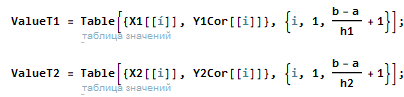 ValueT1 = Table[{X1[[i]], Y1Cor[[i]]}, {i, 1, (b - a)/h1 + 1}];
таблица значений
ValueT2 = Table[{X2[[i]], Y2Cor[[i]]}, {i, 1, (b - a)/h2 + 1}];
таблица значений